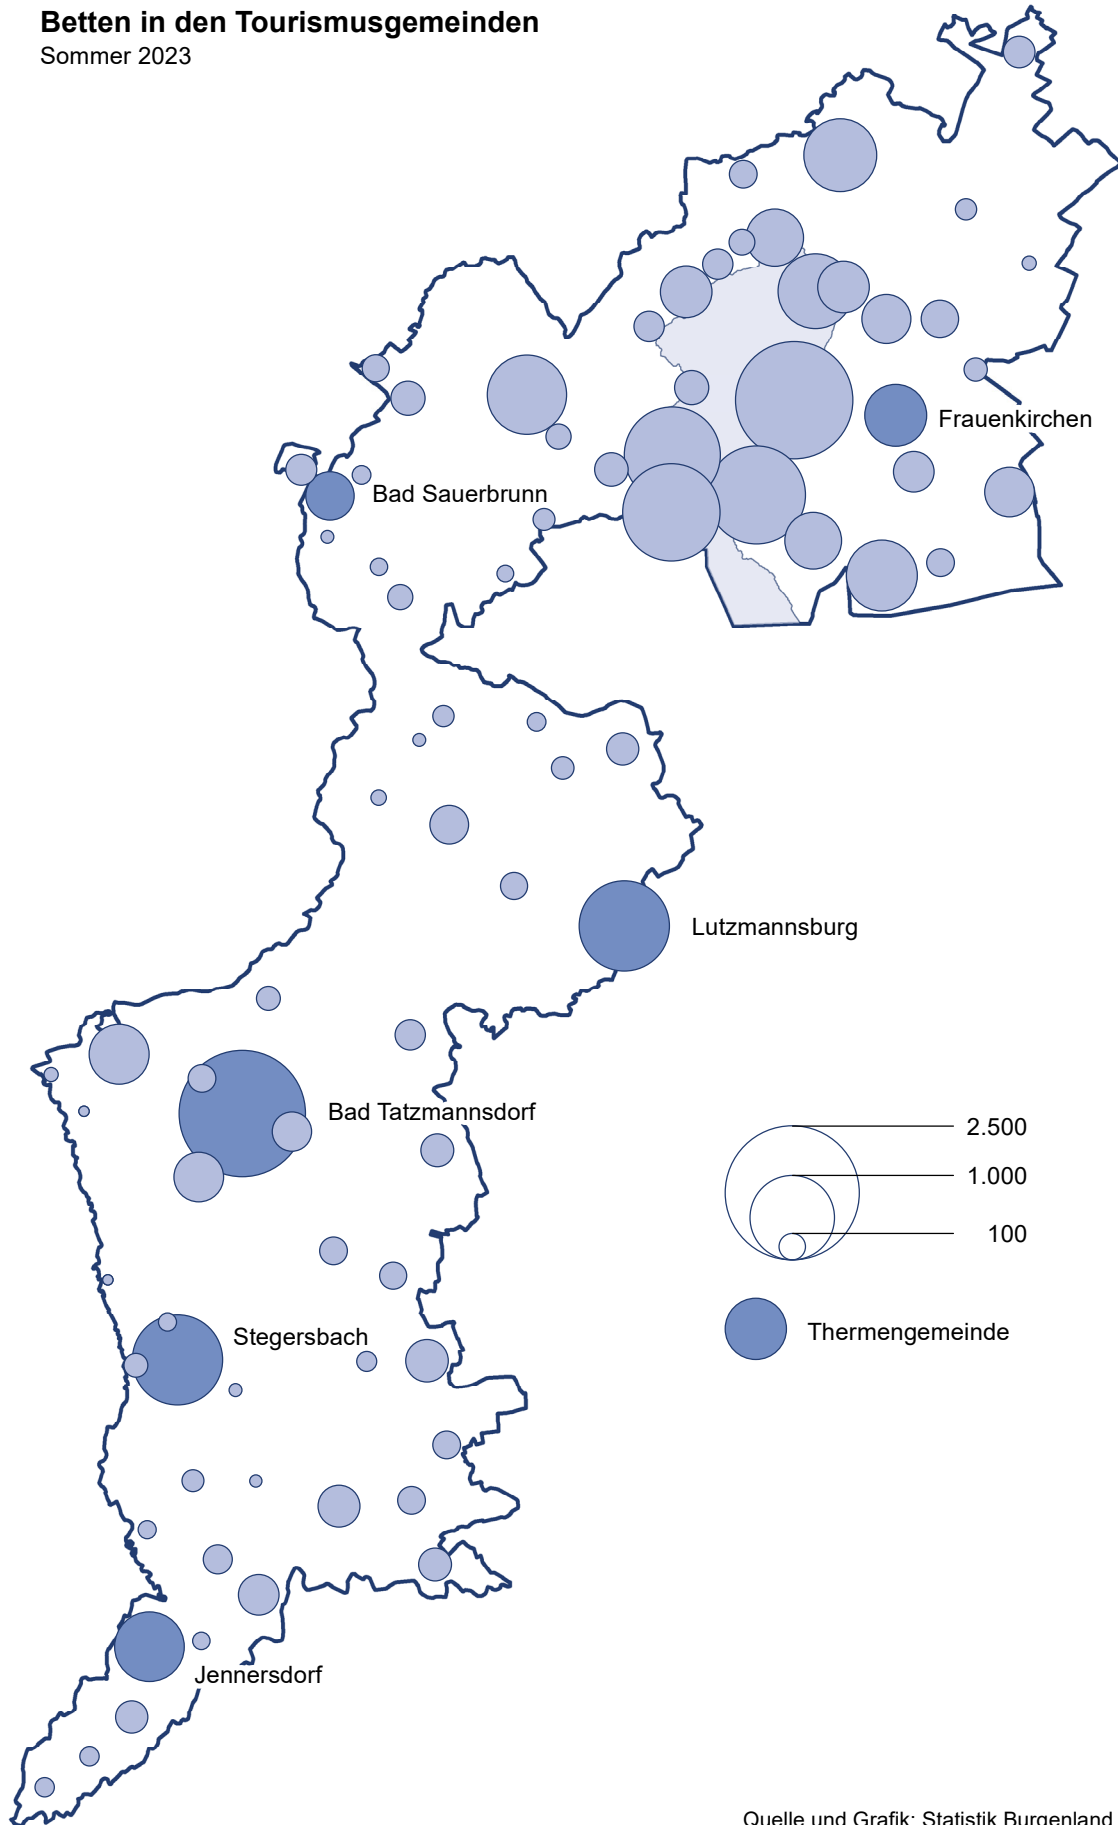 Betten in den Tourismusgemeinden
Sommer 2023
Frauenkirchen
Bad Sauerbrunn
Lutzmannsburg
Bad Tatzmannsdorf
2.500
1.000
100
Stegersbach
Thermengemeinde
Jennersdorf
Quelle und Grafik: Statistik Burgenland